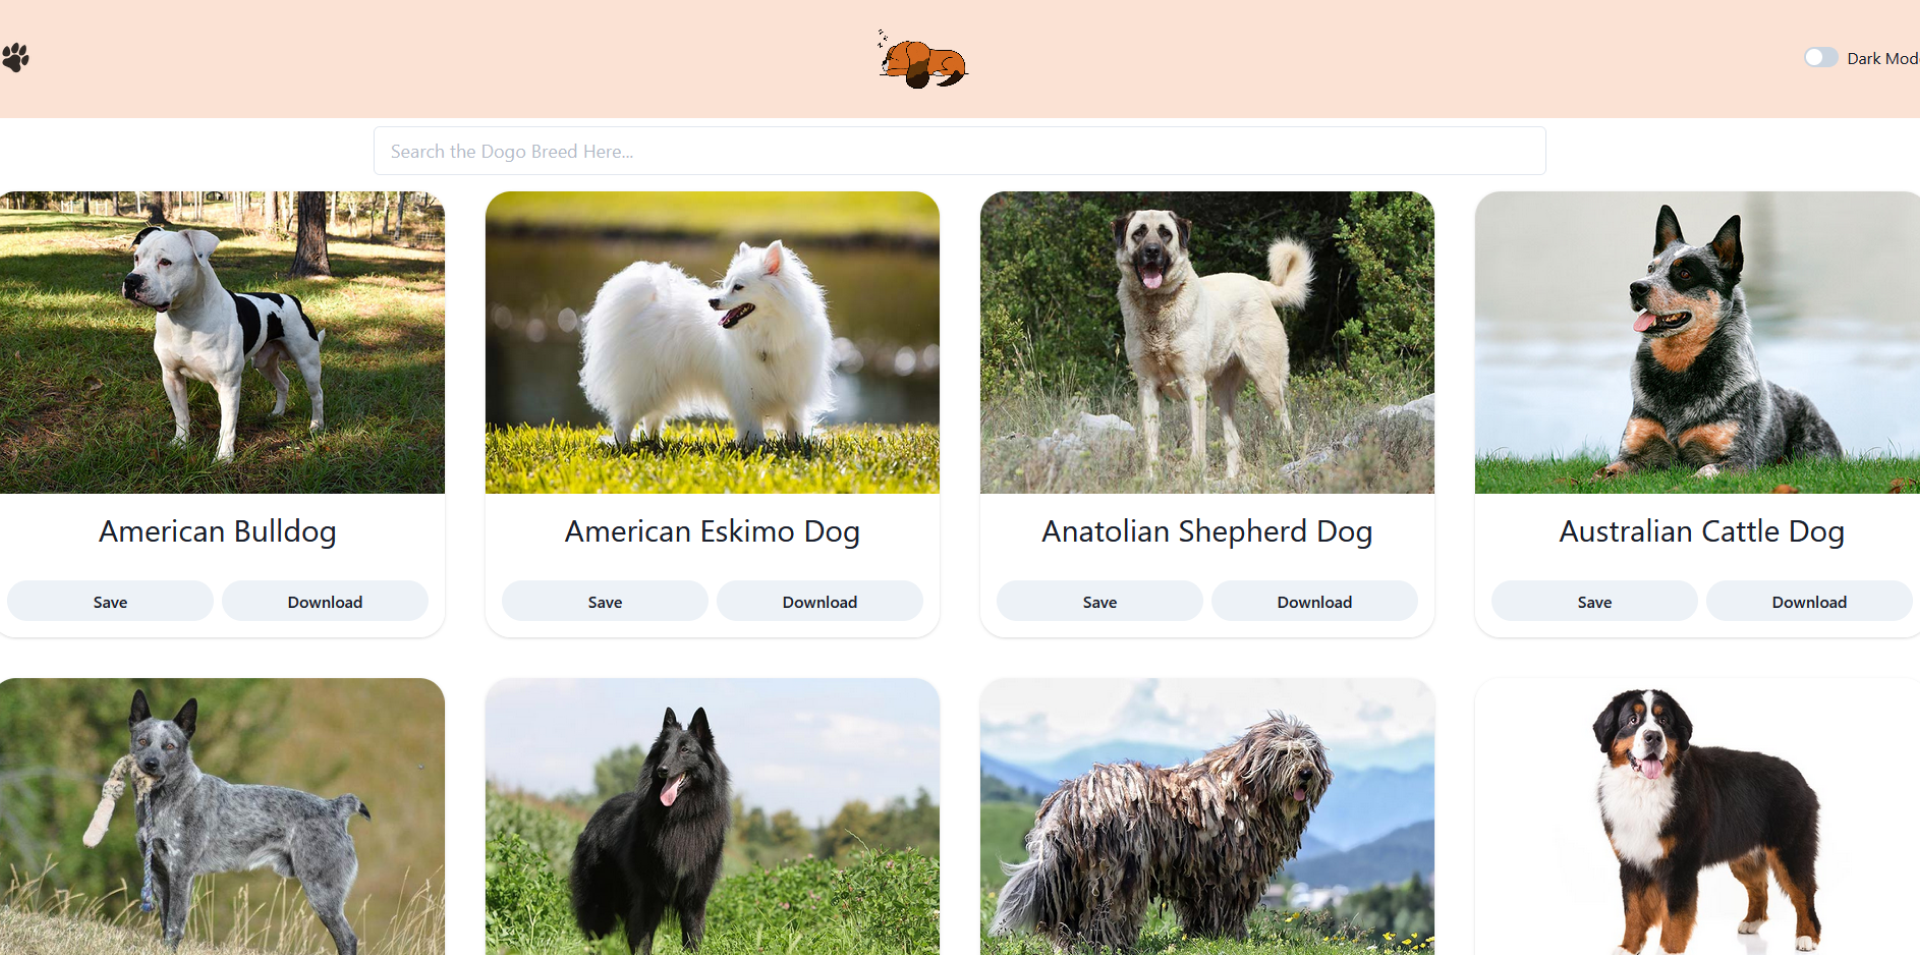 Dark Mod
Search the Dogo Breed Here...
American Bulldog
American Eskimo Dog
Anatolian Shepherd Dog
Australian Cattle Dog
Save
Download
Save
Download
Save
Download
Save
Download